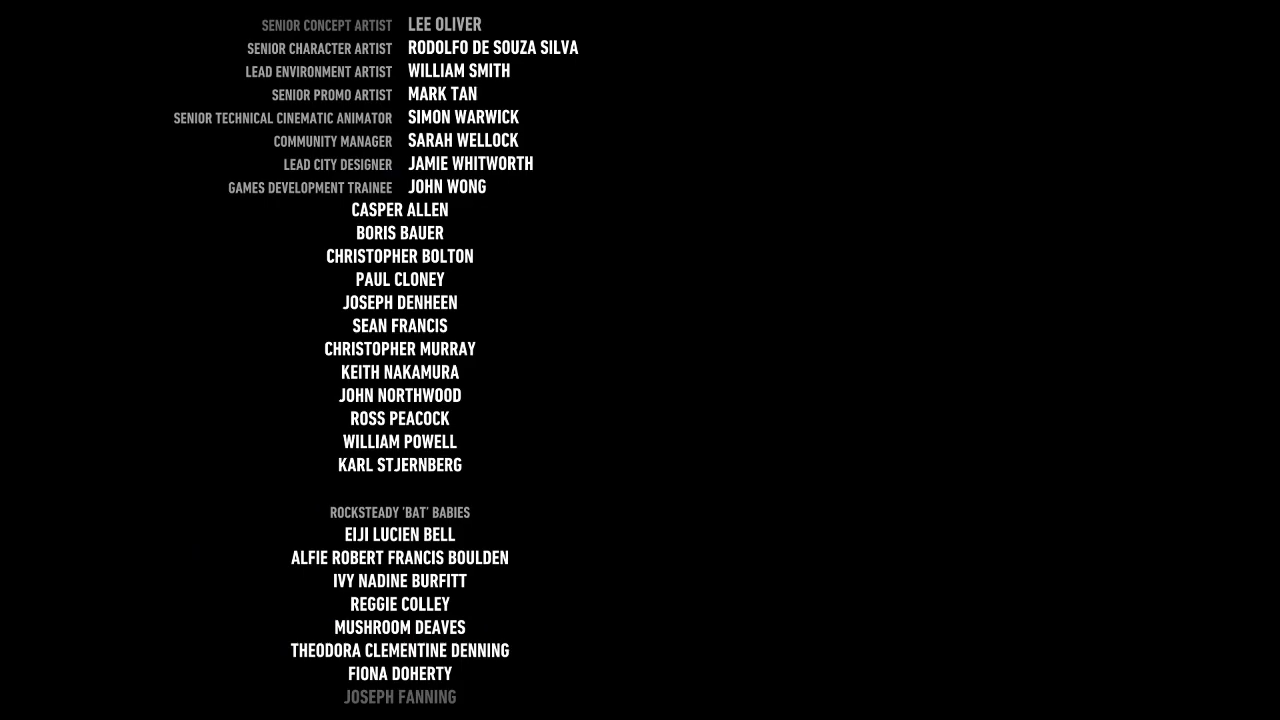 SENIOR CONCEPT ARTIST LEE OLIVER
SENIOR CHARACTER ARTIST RODOLFO DE SOUZA SILVA
LEAD ENVIRONMENT ARTIST WILLIAM SMITH
SENIOR PROMO ARTIST MARK TAN
SENIOR TECHNICAL CINEMATIC ANIMATOR SIMON WARWICK
COMMUNITY MANAGER SARAH WELLOCK
LEAD CITY DESIGNER JAMIE WHITWORTH
GAMES DEVELOPMENT TRAINEE JOHN WONG
CASPER ALLEN
BORIS BAUER
CHRISTOPHER BOLTON
PAUL CLONEY
JOSEPH DENHEEN
SEAN FRANCIS
CHRISTOPHER MURRAY
KEITH NAKAMURA
JOHN NORTHWOOD
ROSS PEACOCK
WILLIAM POWELL
KARL STJERNBERG
ROCKSTEADY 'BAT' BABIES
EIJI LUCIEN BELL
ALFIE ROBERT FRANCIS BOULDEN
IVY NADINE BURFITT
REGGIE COLLEY
MUSHROOM DEAVES
THEODORA CLEMENTINE DENNING
FIONA DOHERTY
JOSEPH FANNING